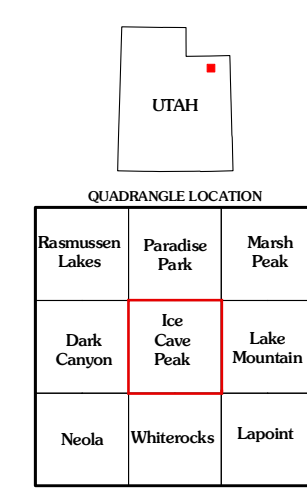 UTAH
QUADRANGLE LOCATION
Rasmussen
Lakes
Paradise
Park
Marsh
Peak
Dark
Canyon
Ice
Cave
Peak
Lake
Mountain
Neola
Whiterocks
Lapoint